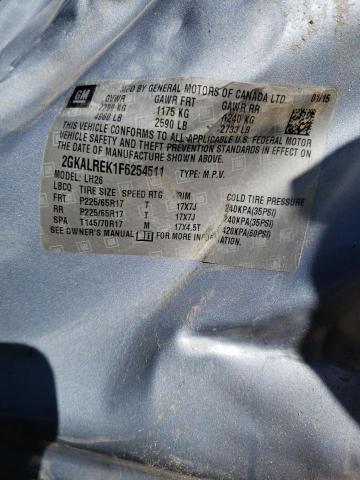 GM
MFD BY GENERAL MOTORS OF CANADA LTD
01/15
GVWR GAWR FRT GAWR RR
1175 KG 1240 KG
2590 LB 2733 LB
THIS VEHICLE CONFORMS TO ALL APPLICABLE U.S. FEDERAL MOTOR
VEHICLE SAFETY AND THEFT PREVENTION STANDARDS IN EFFECT ON
THE DATE OF MANUFACTURE SHOWN ABOVE.
2GKALREK1F6254511 TYPE: M.P.V.
MODEL: LH26
LBCO TIRE SIZE SPEED RTG RIM COLD TIRE PRESSURE
FRT P225/65R17 T 17X7J 240KPA(35PSI)
RR P225/65R17 T 17X7J 240KPA(35PSI)
SPA T145/70R17 M 17X4.5T 420KPA(60PSI)
SEE OWNER'S MANUAL FOR MORE INFORMATION